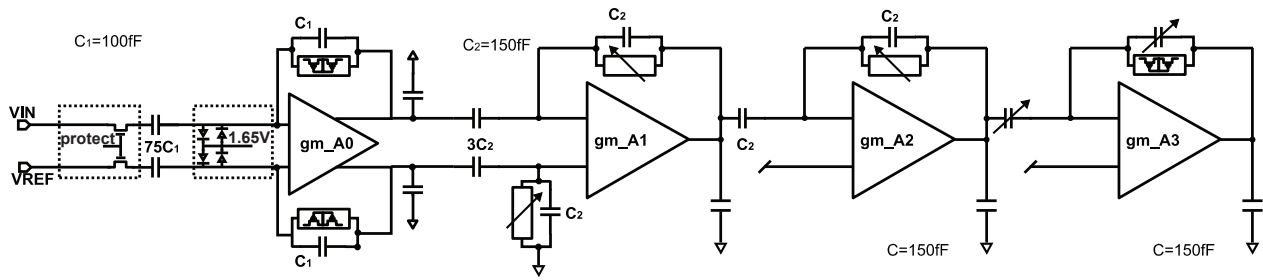 C₁
C₂
C₂
C₁=100fF
C₂=150fF
VIN
protect
1.65V
75C₁
gm_A0
3C₂
gm_A1
C₂
gm_A2
gm_A3
VREF
C₂
C₁
C=150fF
C=150fF